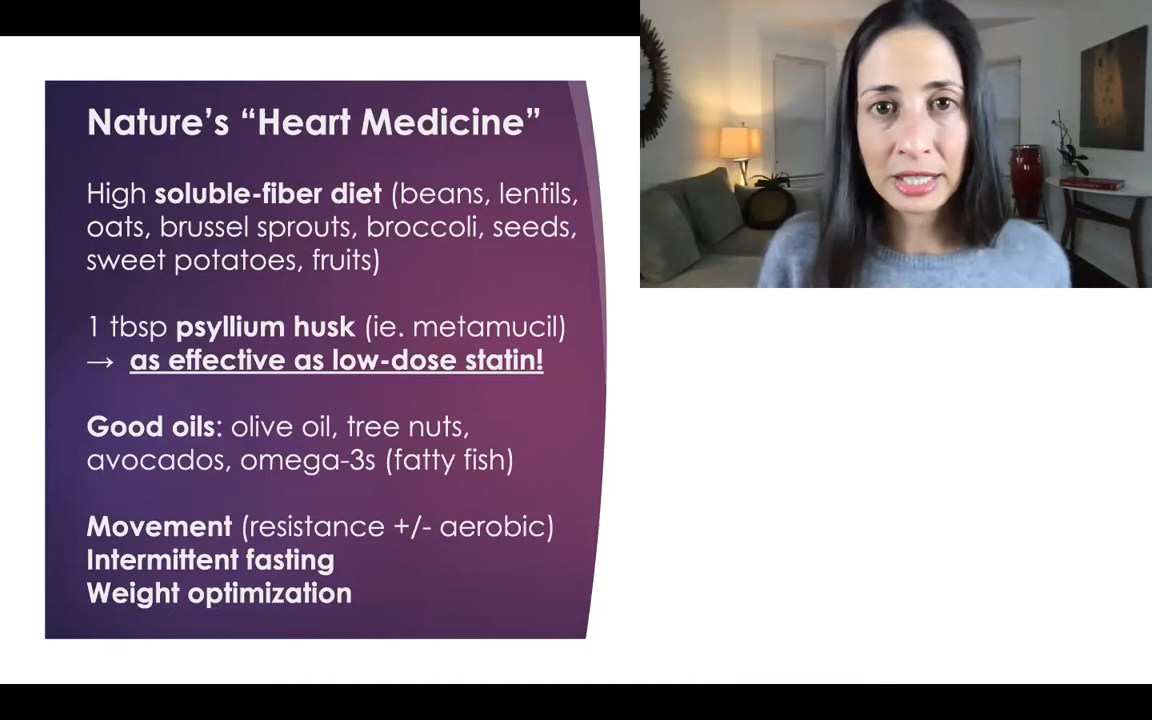 Nature's “Heart Medicine”
High soluble-fiber diet (beans, lentils,
oats, brussel sprouts, broccoli, seeds,
sweet potatoes, fruits)
1 tbsp psyllium husk (ie. metamucil)
→ as effective as low-dose statin!
Good oils: olive oil, tree nuts,
avocados, omega-3s (fatty fish)
Movement (resistance +/- aerobic)
Intermittent fasting
Weight optimization